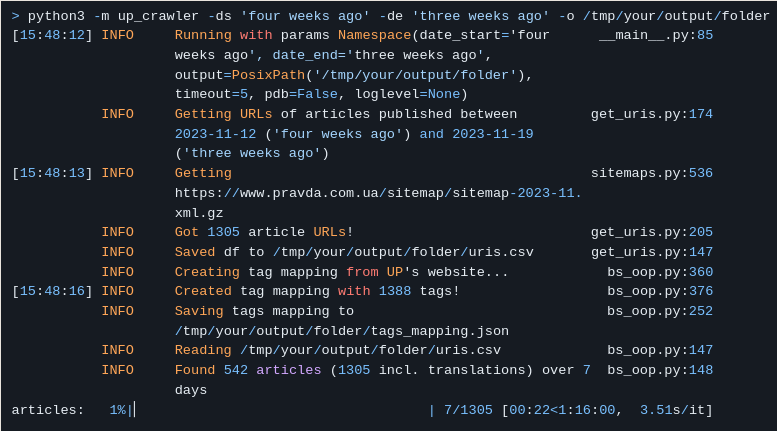 > python3 -m up_crawler -ds 'four weeks ago' -de 'three weeks ago' -o /tmp/your/output/folder
[15:48:12] INFO     Running with params Namespace(date_start='four      __main__.py:85
                    weeks ago', date_end='three weeks ago',
                    output=PosixPath('/tmp/your/output/folder'),
                    timeout=5, pdb=False, loglevel=None)
           INFO     Getting URLs of articles published between         get_uris.py:174
                    2023-11-12 ('four weeks ago') and 2023-11-19
                    ('three weeks ago')
[15:48:13] INFO     Getting                                            sitemaps.py:536
                    https://www.pravda.com.ua/sitemap/sitemap-2023-11.
                    xml.gz
           INFO     Got 1305 article URLs!                             get_uris.py:205
           INFO     Saved df to /tmp/your/output/folder/uris.csv       get_uris.py:147
           INFO     Creating tag mapping from UP's website...            bs_oop.py:360
[15:48:16] INFO     Created tag mapping with 1388 tags!                  bs_oop.py:376
           INFO     Saving tags mapping to                               bs_oop.py:252
                    /tmp/your/output/folder/tags_mapping.json
           INFO     Reading /tmp/your/output/folder/uris.csv             bs_oop.py:147
           INFO     Found 542 articles (1305 incl. translations) over 7  bs_oop.py:148
                    days
articles:   1%|                                    | 7/1305 [00:22<1:16:00,  3.51s/it]